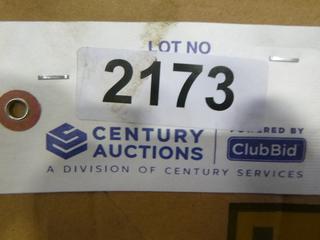 LOT NO
2173
CENTURY
AUCTIONS
POWERED BY
ClubBid
A DIVISION OF CENTURY SERVICES